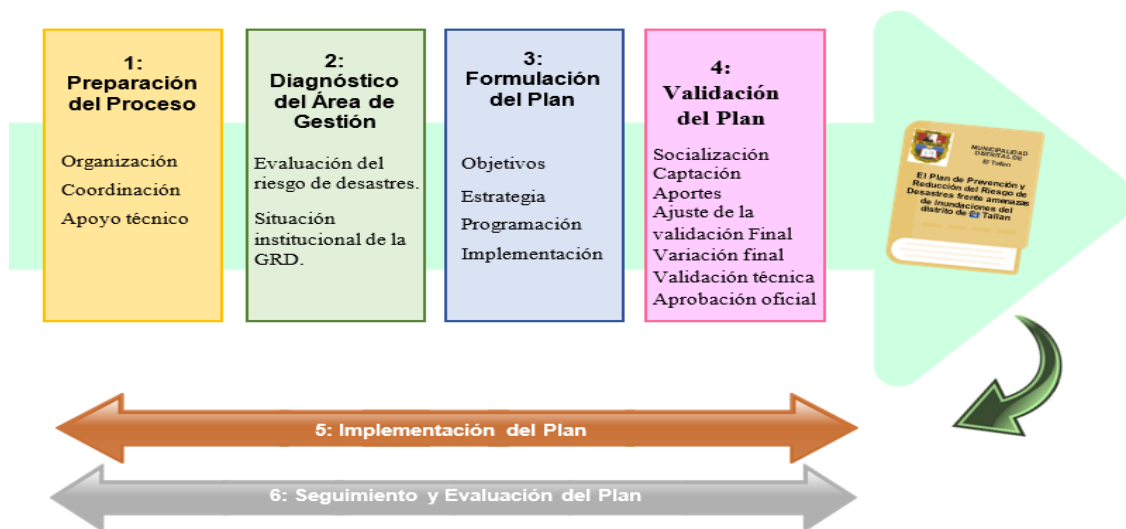 1:
Preparación
del Proceso
Organización
Coordinación
Apoyo técnico
2:
Diagnóstico
del Área de
Gestión
Evaluación del
riesgo de desastres.
Situación
institucional de la
GRD.
3:
Formulación
del Plan
Objetivos
Estrategia
Programación
Implementación
4:
Validación
del Plan
Socialización
Captación
Aportes
Ajuste de la
validación Final
Variación final
Validación técnica
Aprobación oficial
MUNICIPALIDAD
DISTRITAL DE
El Tallan
El Plan de Prevención y
Reducción del Riesgo de
Desastres frente amenazas
de Inundaciones del
distrito de El Tallan
5: Implementación del Plan
6: Seguimiento y Evaluación del Plan